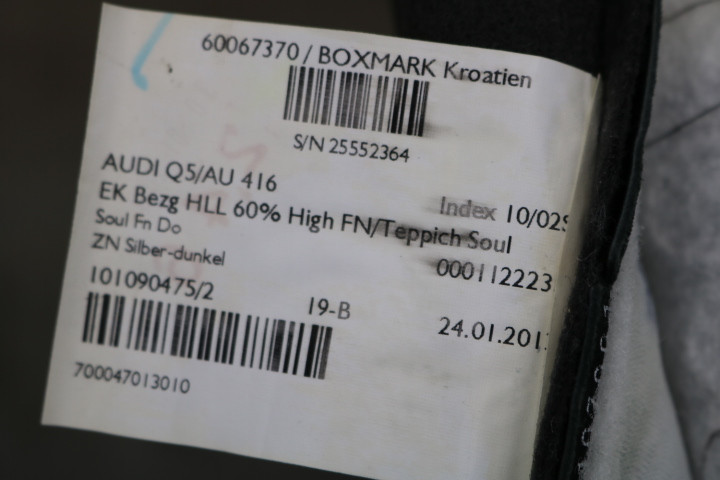 60067370 / BOXMARK Kroatien
S/N 25552364
AUDI Q5/AU 416
Index 10/02S
EK Bezg HLL 60% High FN/Teppich Soul
Soul Fn Do
000112223
ZN Silber-dunkel
101090475/2
19-B
24.01.201
700047013010